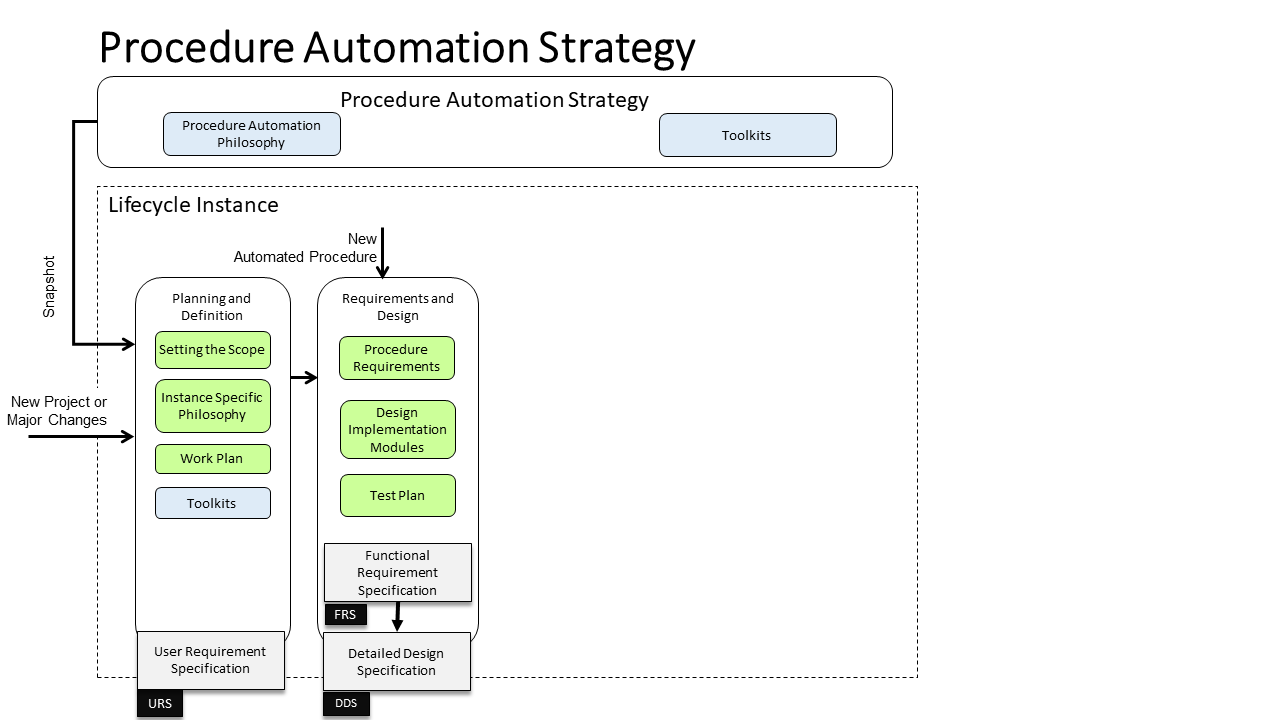 Procedure Automation Strategy
Procedure Automation Strategy
Procedure Automation
Philosophy
Toolkits
Lifecycle Instance
New
Automated Procedure
Snapshot
Planning and
Definition
Setting the Scope
Instance Specific
Philosophy
Work Plan
Toolkits
New Project or
Major Changes
Requirements and
Design
Procedure
Requirements
Design
Implementation
Modules
Test Plan
Functional
Requirement
Specification
FRS
User Requirement
Specification
URS
Detailed Design
Specification
DDS